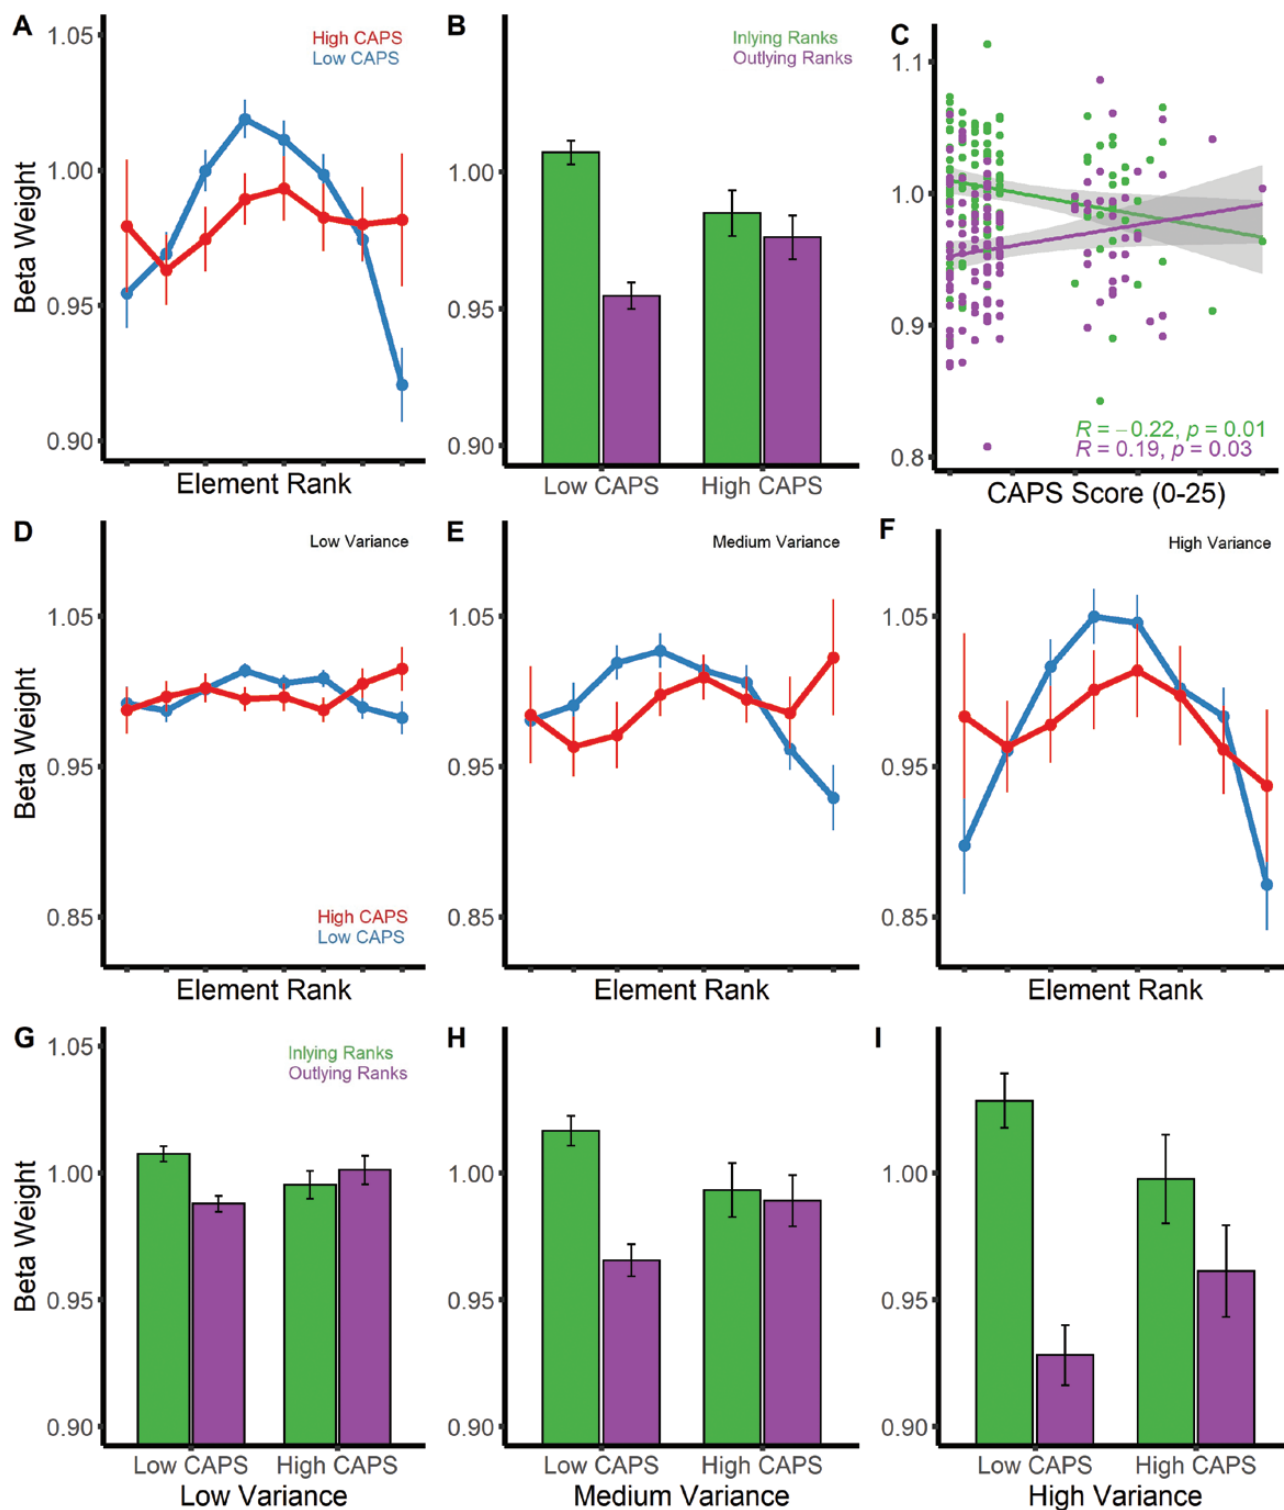 A
1.05
1.00
0.95
0.90
Beta Weight
High CAPS
Low CAPS
Element Rank
B
1.00
0.95
0.90
Inlying Ranks
Outlying Ranks
Low CAPS High CAPS
C
1.1
1.0
0.9
0.8
R = −0.22, p = 0.01
R = 0.19, p = 0.03
CAPS Score (0-25)
D
Low Variance
1.05
0.95
0.85
Beta Weight
High CAPS
Low CAPS
Element Rank
E
Medium Variance
1.05
0.95
0.85
Element Rank
F
High Variance
1.05
0.95
0.85
Element Rank
G
1.05
1.00
0.95
0.90
Beta Weight
Inlying Ranks
Outlying Ranks
Low CAPS High CAPS
Low Variance
H
1.00
0.95
0.90
Low CAPS High CAPS
Medium Variance
I
1.00
0.95
0.90
Low CAPS High CAPS
High Variance